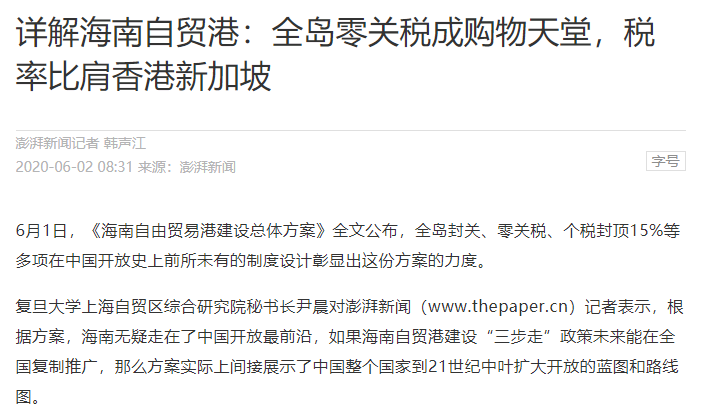 详解海南自贸港：全岛零关税成购物天堂，税
率比肩香港新加坡
澎湃新闻记者 韩声江
2020-06-02 08:31 来源：澎湃新闻
字号
6月1日，《海南自由贸易港建设总体方案》全文公布，全岛封关、零关税、个税封顶15%等
多项在中国开放史上前所未有的制度设计彰显出这份方案的力度。
复旦大学上海自贸区综合研究院秘书长尹晨对澎湃新闻（www.thepaper.cn）记者表示，根
据方案，海南无疑走在了中国开放最前沿，如果海南自贸港建设“三步走”政策未来能在全
国复制推广，那么方案实际上间接展示了中国整个国家到21世纪中叶扩大开放的蓝图和路线
图。